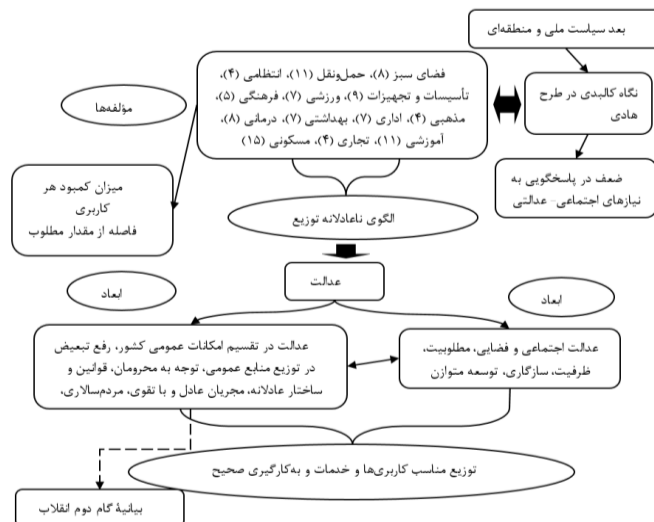 بعد سیاست ملی و منطقه‌ای
فضای سبز (۸)، حمل‌ونقل (۱۱)، انتظامی (۴)،
تأسیسات و تجهیزات (۹)، ورزشی (۷)، فرهنگی (۵)،
مذهبی (۴)، اداری (۷)، بهداشتی (۷)، درمانی (۸)،
آموزشی (۱۱)، تجاری (۴)، مسکونی (۱۵)
نگاه کالبدی در طرح
هادی
مؤلفه‌ها
ضعف در پاسخگویی به
نیازهای اجتماعی- عدالتی
میزان کمبود هر
کاربری
فاصله از مقدار مطلوب
الگوی ناعادلانه توزیع
عدالت
ابعاد
ابعاد
عدالت اجتماعی و فضایی، مطلوبیت،
ظرفیت، سازگاری، توسعه متوازن
عدالت در تقسیم امکانات عمومی کشور، رفع تبعیض
در توزیع منابع عمومی، توجه به محرومان، قوانین و
ساختار عادلانه، مجریان عادل و با تقوی، مردم‌سالاری،
توزیع مناسب کاربری‌ها و خدمات و به‌کارگیری صحیح
بیانیهٔ گام دوم انقلاب